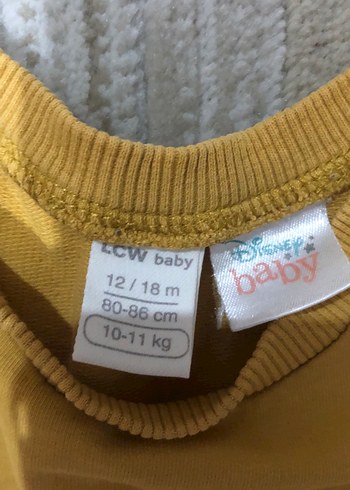 LCW baby
12 / 18 m
80-86 cm
10-11 kg
Disney
baby